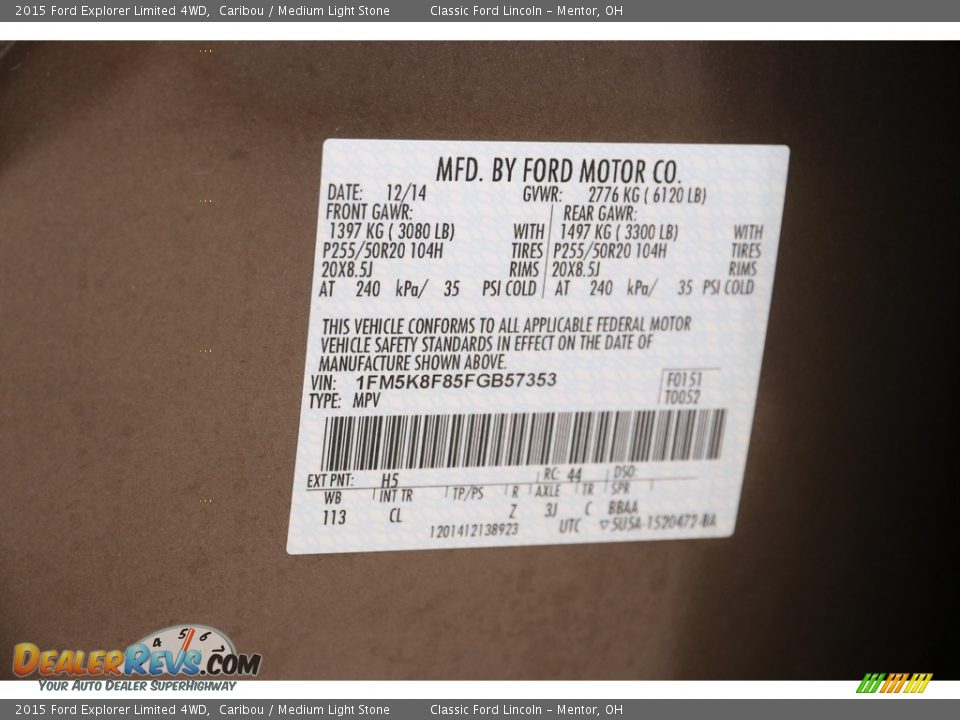 2015 Ford Explorer Limited 4WD, Caribou / Medium Light Stone Classic Ford Lincoln - Mentor, OH
MFD. BY FORD MOTOR CO.
DATE: 12/14 GVWR: 2776 KG ( 6120 LB)
FRONT GAWR: REAR GAWR:
1397 KG ( 3080 LB) WITH 1497 KG ( 3300 LB) WITH
P255/50R20 104H TIRES P255/50R20 104H TIRES
20X8.5J RIMS 20X8.5J RIMS
AT 240 kPa/ 35 PSI COLD AT 240 kPa/ 35 PSI COLD
THIS VEHICLE CONFORMS TO ALL APPLICABLE FEDERAL MOTOR
VEHICLE SAFETY STANDARDS IN EFFECT ON THE DATE OF
MANUFACTURE SHOWN ABOVE.
VIN: 1FM5K8F85FGB57353 F0151
TYPE: MPV T0052
EXT PNT: H5 RC: 44 DSO:
WB INT TR TP/PS R AXLE TR SPR
113 CL Z 3J C BBAA
1201412138923 UTC ▽5U5A-1520472-BA
4 5 6 7
DEALERREVS.COM
YOUR AUTO DEALER SUPERHIGHWAY
2015 Ford Explorer Limited 4WD, Caribou / Medium Light Stone Classic Ford Lincoln - Mentor, OH